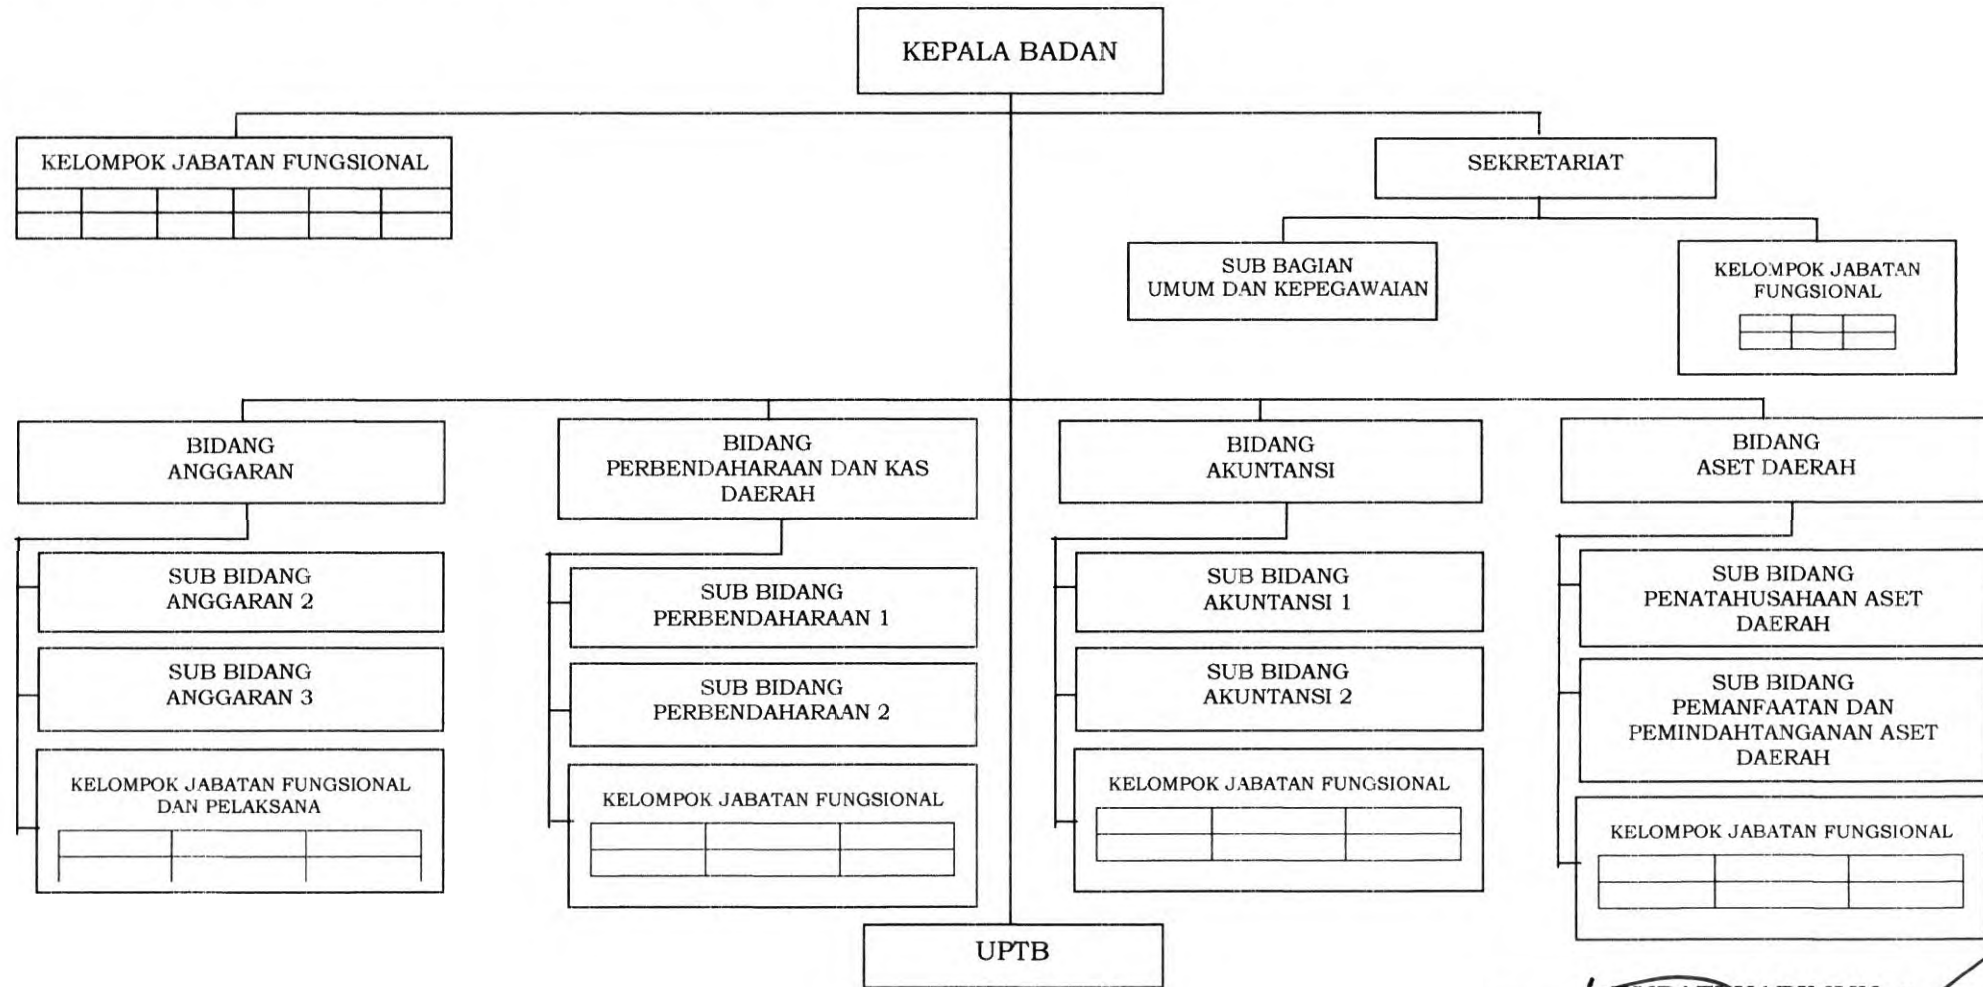 KEPALA BADAN
KELOMPOK JABATAN FUNGSIONAL
SEKRETARIAT
SUB BAGIAN
UMUM DAN KEPEGAWAIAN
KELOMPOK JABATAN
FUNGSIONAL
BIDANG
ANGGARAN
BIDANG
PERBENDAHARAAN DAN KAS
DAERAH
BIDANG
AKUNTANSI
BIDANG
ASET DAERAH
SUB BIDANG
ANGGARAN 2
SUB BIDANG
ANGGARAN 3
KELOMPOK JABATAN FUNGSIONAL
DAN PELAKSANA
SUB BIDANG
PERBENDAHARAAN 1
SUB BIDANG
PERBENDAHARAAN 2
KELOMPOK JABATAN FUNGSIONAL
SUB BIDANG
AKUNTANSI 1
SUB BIDANG
AKUNTANSI 2
KELOMPOK JABATAN FUNGSIONAL
SUB BIDANG
PENATAHUSAHAAN ASET
DAERAH
SUB BIDANG
PEMANFAATAN DAN
PEMINDAHTANGANAN ASET
DAERAH
KELOMPOK JABATAN FUNGSIONAL
UPTB